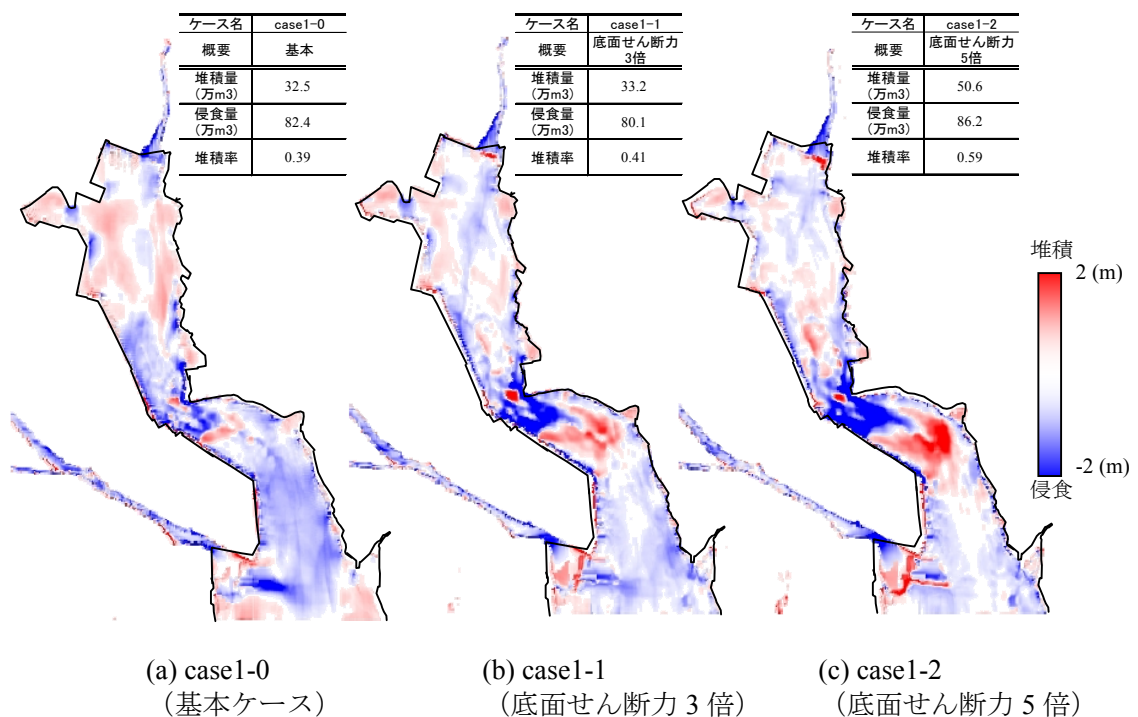 ケース名 case1-0
概要 基本
堆積量
(万m3) 32.5
侵食量
(万m3) 82.4
堆積率 0.39
ケース名 case1-1
概要 底面せん断力
3倍
堆積量
(万m3) 33.2
侵食量
(万m3) 80.1
堆積率 0.41
ケース名 case1-2
概要 底面せん断力
5倍
堆積量
(万m3) 50.6
侵食量
(万m3) 86.2
堆積率 0.59
堆積
2 (m)
-2 (m)
侵食
(a) case1-0
（基本ケース）
(b) case1-1
（底面せん断力 3 倍）
(c) case1-2
（底面せん断力 5 倍）